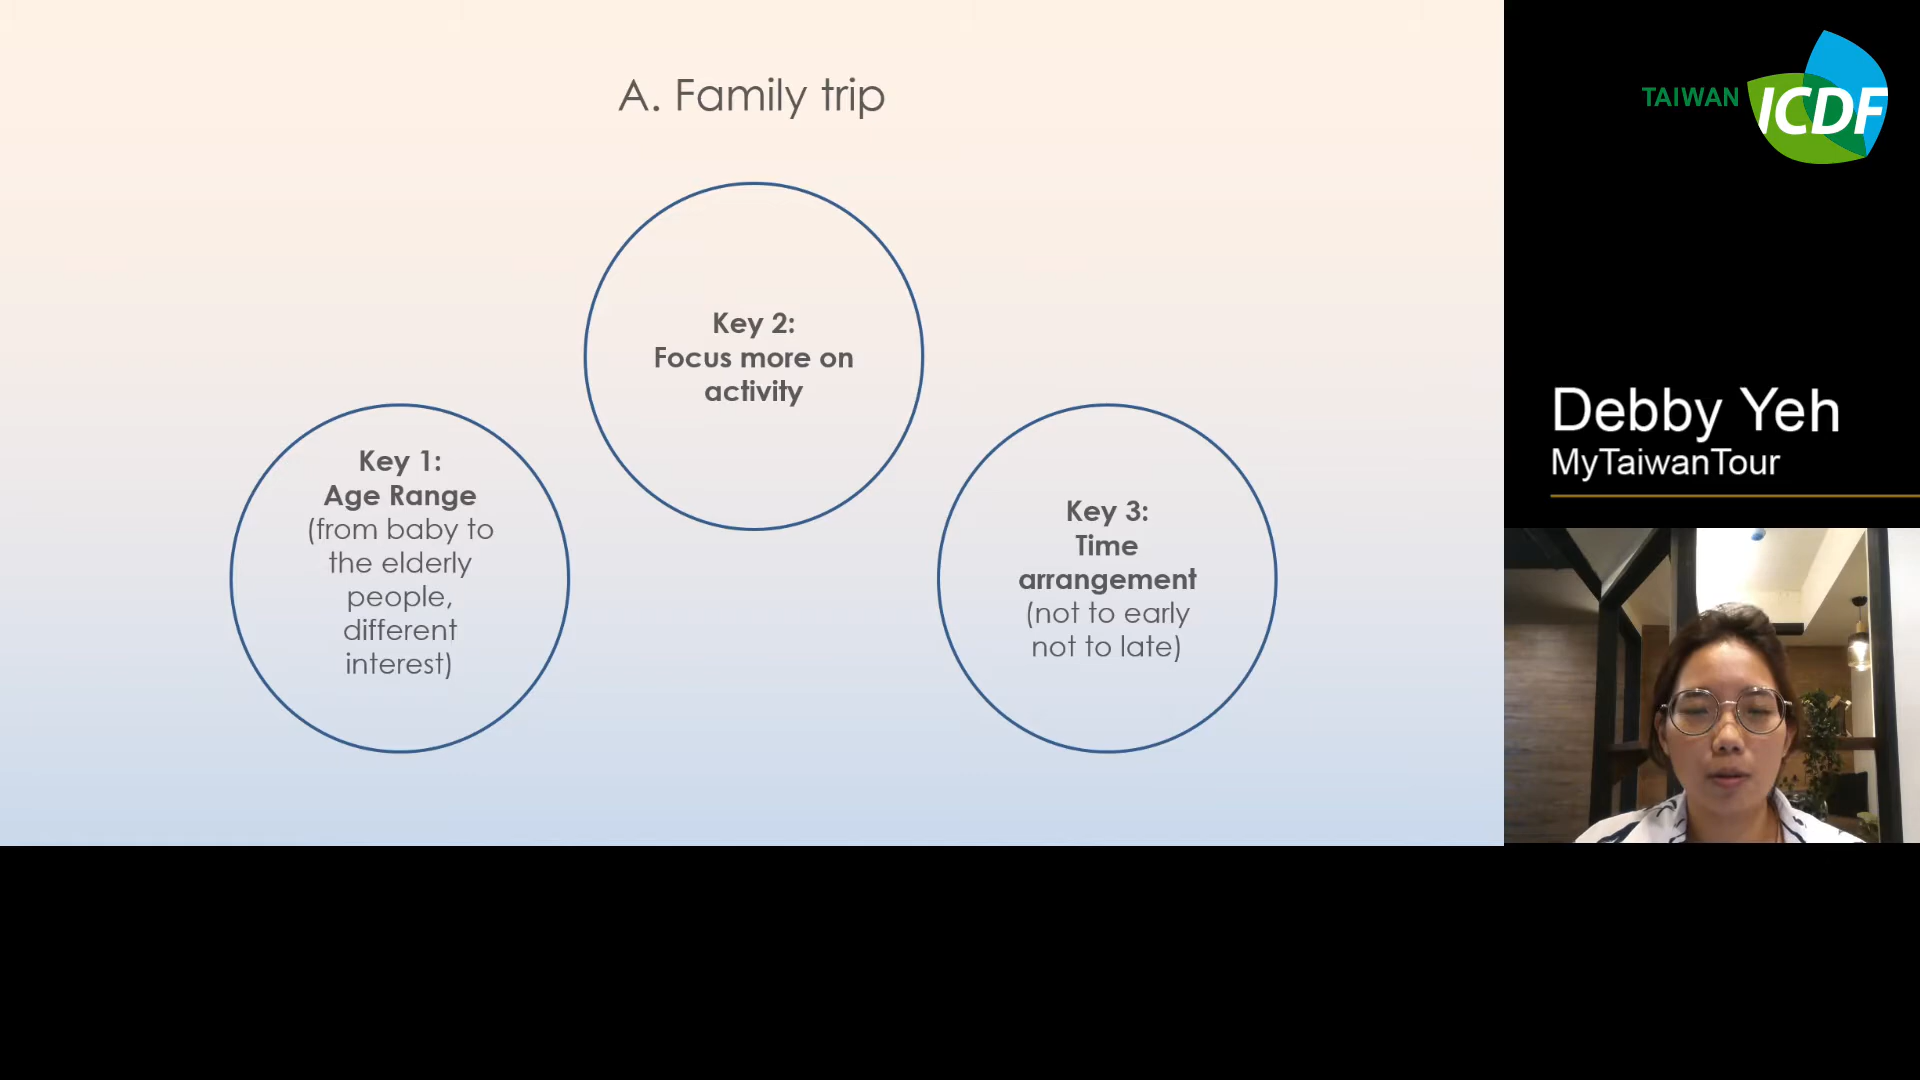 A. Family trip
Key 1:
Age Range
(from baby to
the elderly
people,
different
interest)
Key 2:
Focus more on
activity
Key 3:
Time
arrangement
(not to early
not to late)
TAIWAN ICDF
Debby Yeh
MyTaiwanTour